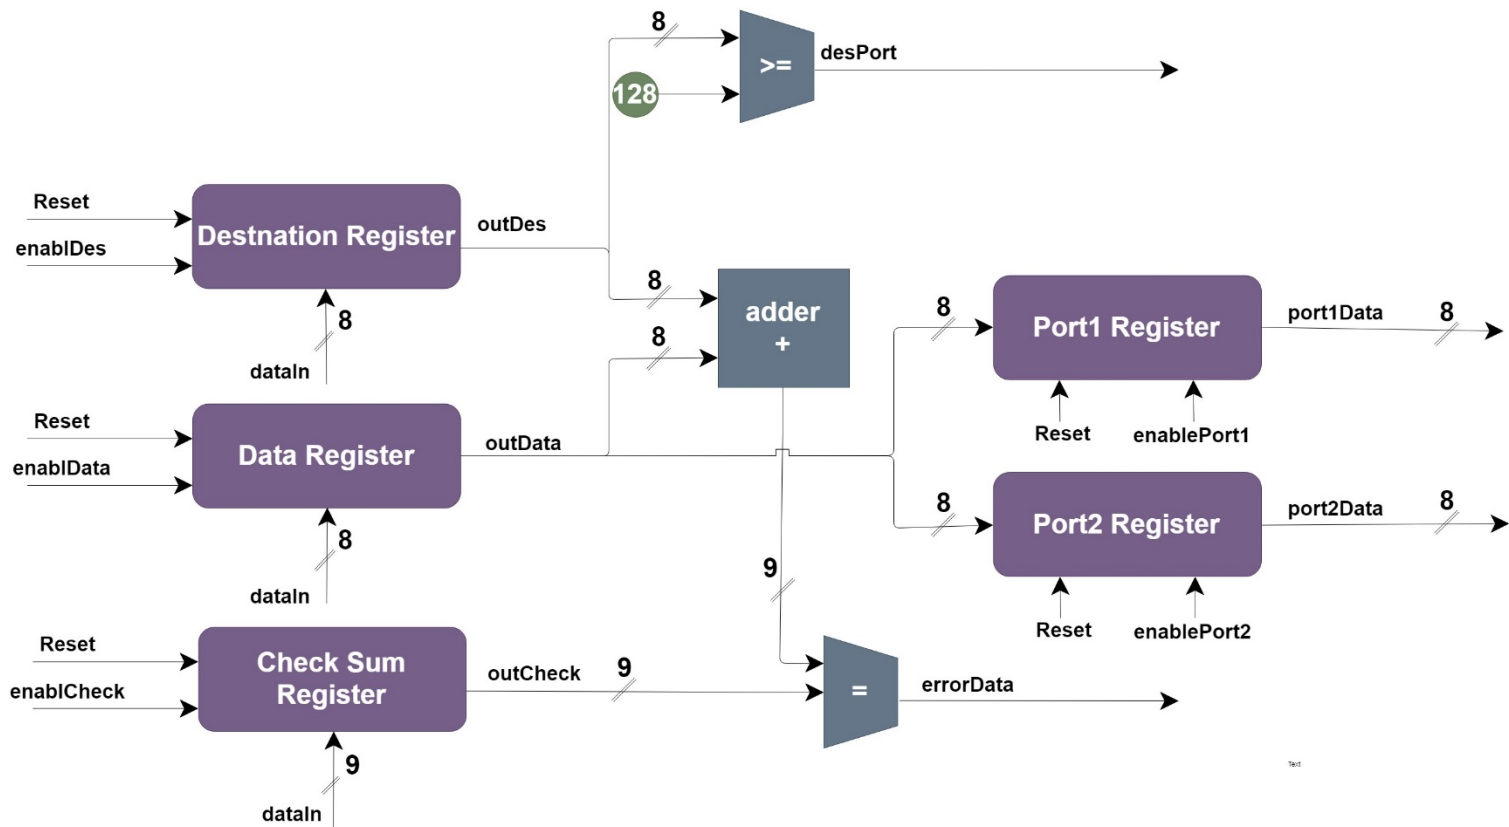 8
>=
desPort
128
Reset
enablDes
Destnation Register
outDes
8
dataIn
8
8
adder
+
8
Port1 Register
port1Data
8
Reset
enablePort1
Reset
enablData
Data Register
outData
8
dataIn
8
Port2 Register
port2Data
8
Reset
enablePort2
9
Reset
enablCheck
Check Sum
Register
outCheck
9
=
errorData
9
dataIn
Text